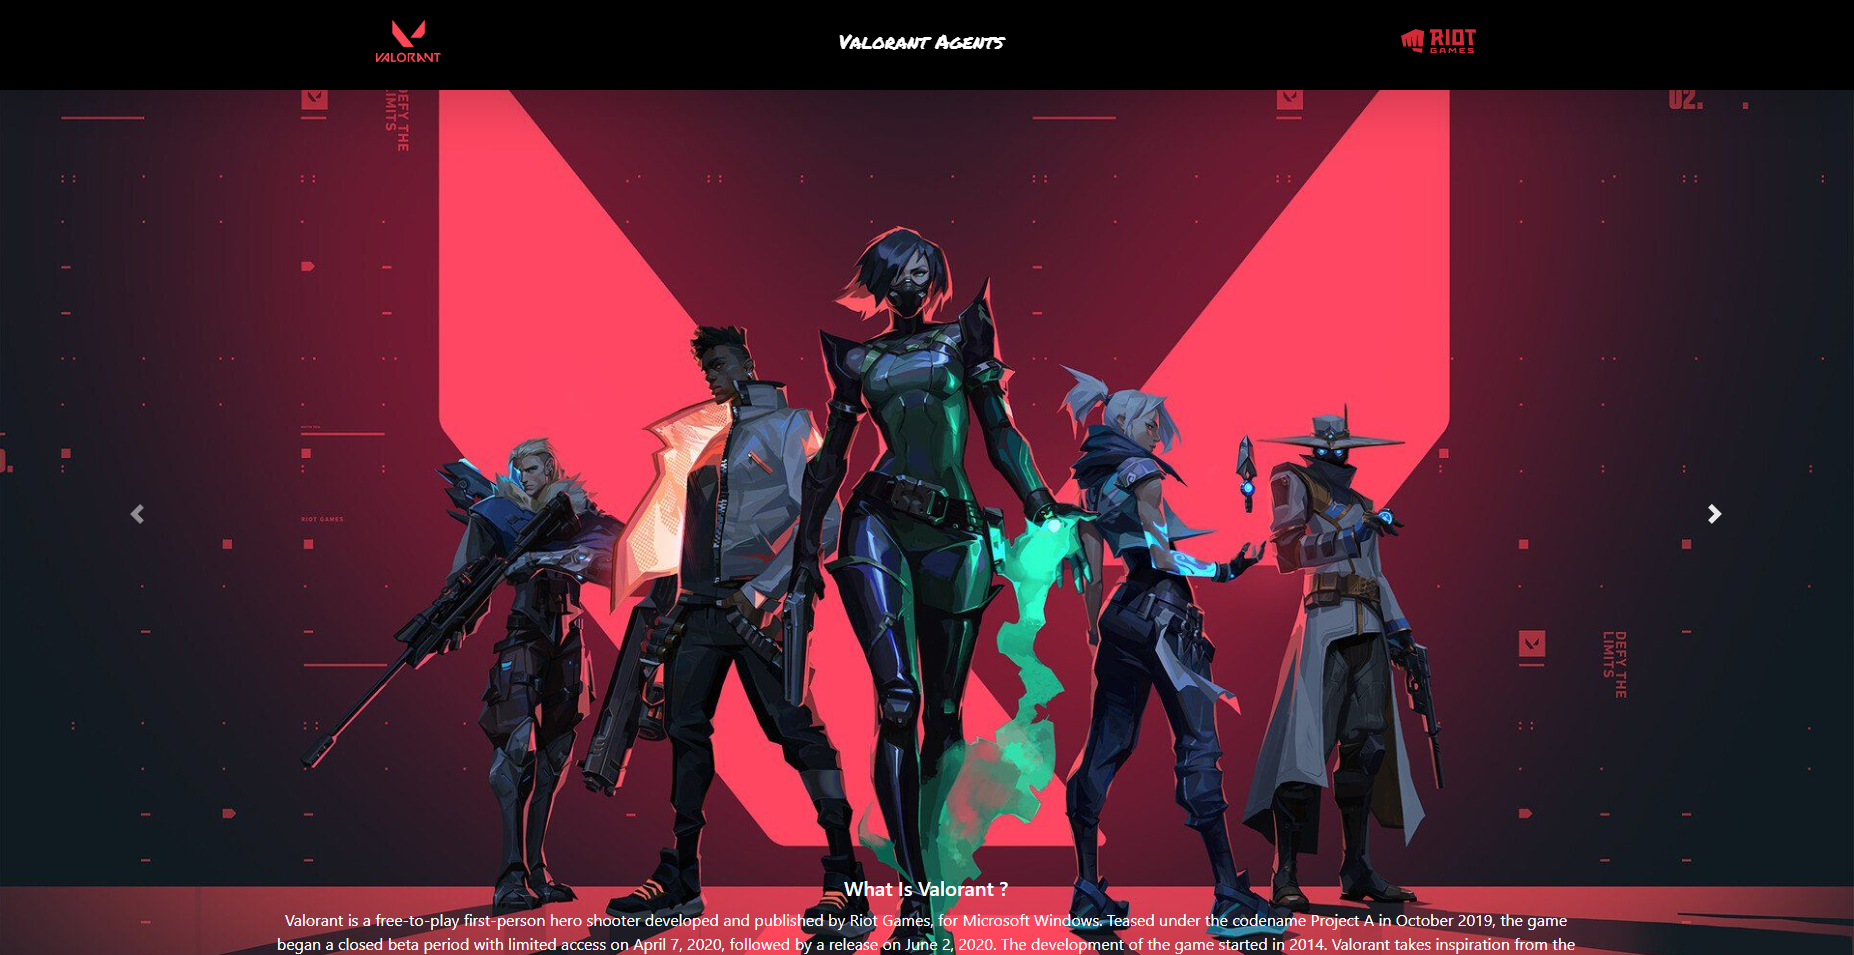 VALORANT
Valorant Agents
RIOT
GAMES
DEFY THE
LIMITS
02.
RIOT GAMES
DEFY THE
LIMITS
What Is Valorant ?
Valorant is a free-to-play first-person hero shooter developed and published by Riot Games, for Microsoft Windows. Teased under the codename Project A in October 2019, the game
began a closed beta period with limited access on April 7, 2020, followed by a release on June 2, 2020. The development of the game started in 2014. Valorant takes inspiration from the